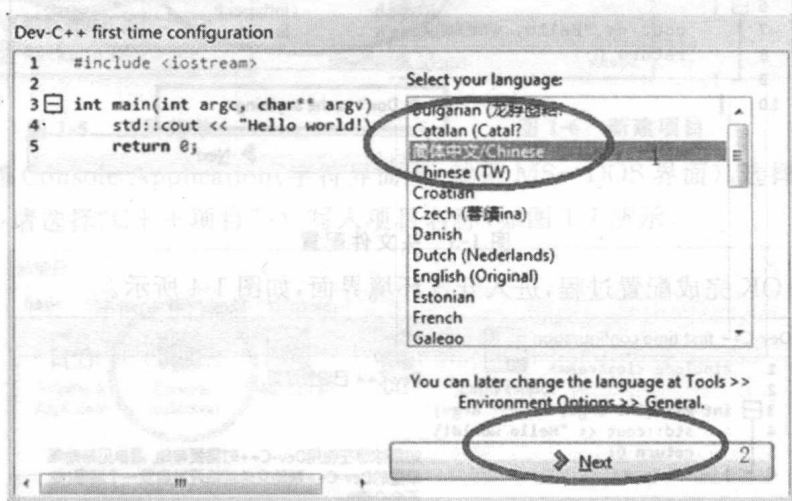 Dev-C++ first time configuration
1 #include <iostream>
2
3 int main(int argc, char** argv)
4 std::cout << "Hello world!\
5 return 0;
Select your language:
Bulgarian
Catalan (Catal?
简体中文/Chinese
1
Chinese (TW)
Croatian
Czech
Danish
Dutch (Nederlands)
English (Original)
Estonian
French
Galego
You can later change the language at Tools >>
Environment Options >> General.
Next
2